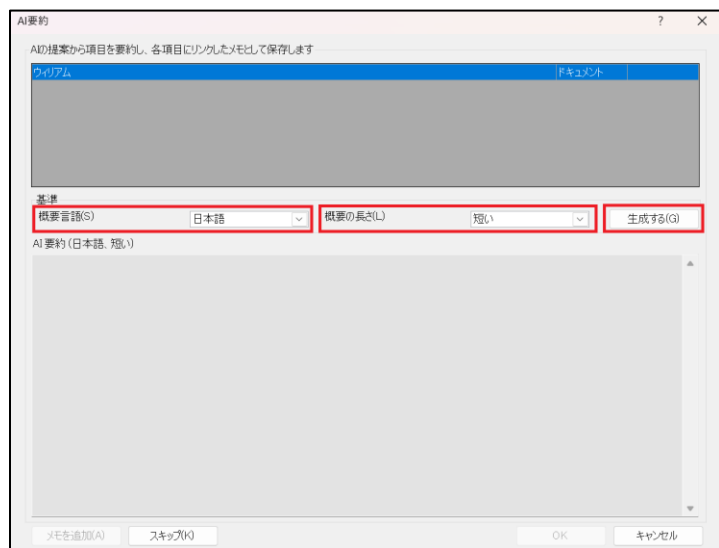 AI要約 ? ×
AIの提案から項目を要約し、各項目にリンクしたメモとして保存します
ウィリアム ドキュメント
基準
概要言語(S) 日本語 概要の長さ(L) 短い 生成する(G)
AI 要約 (日本語、短い)
メモを追加(A) スキップ(K) OK キャンセル